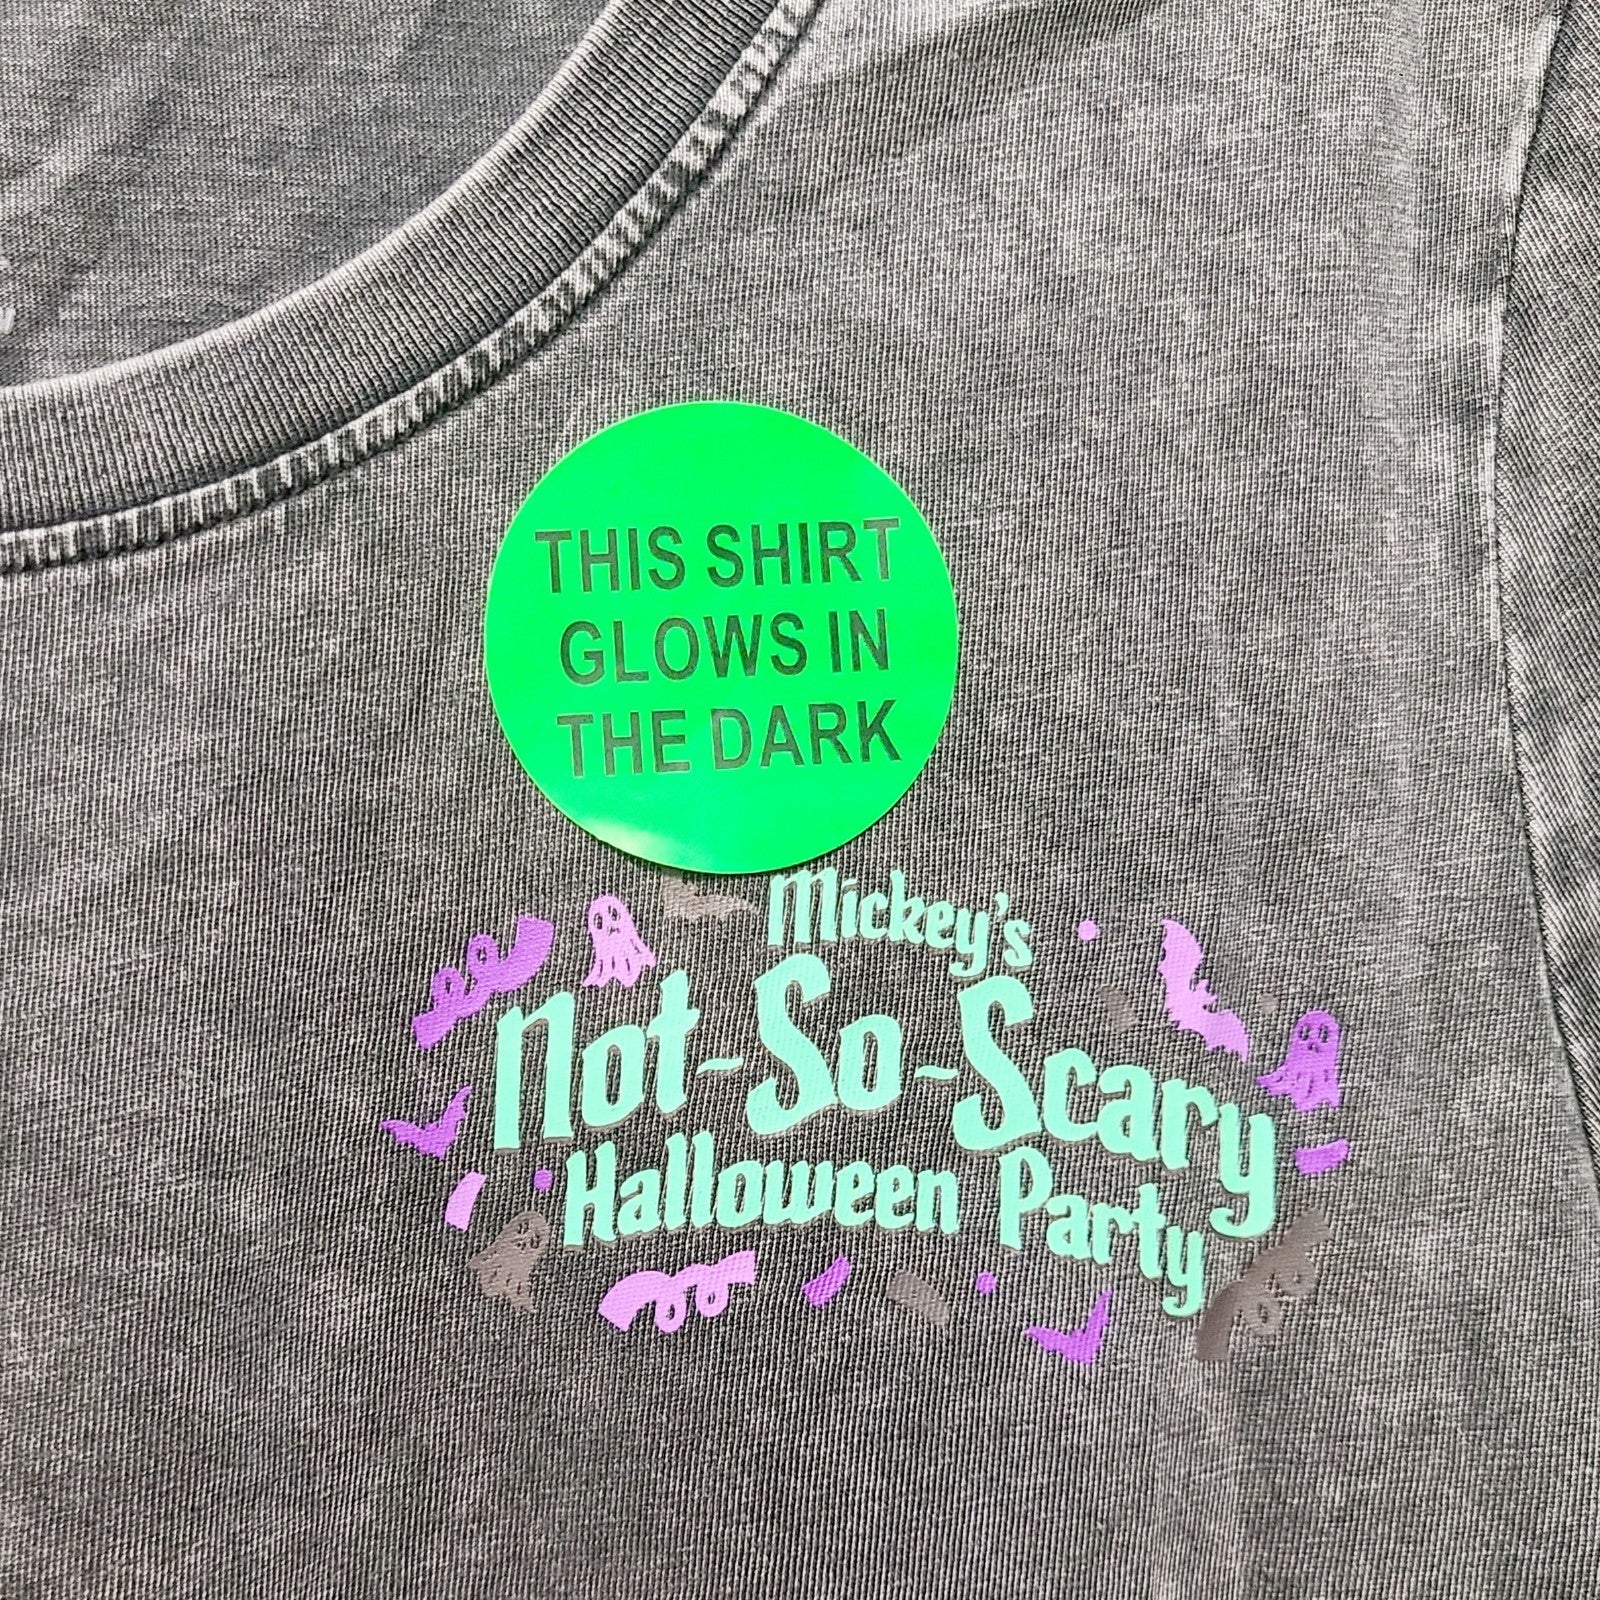 THIS SHIRT
GLOWS IN
THE DARK
Mickey's
Not-So-Scary
Halloween Party